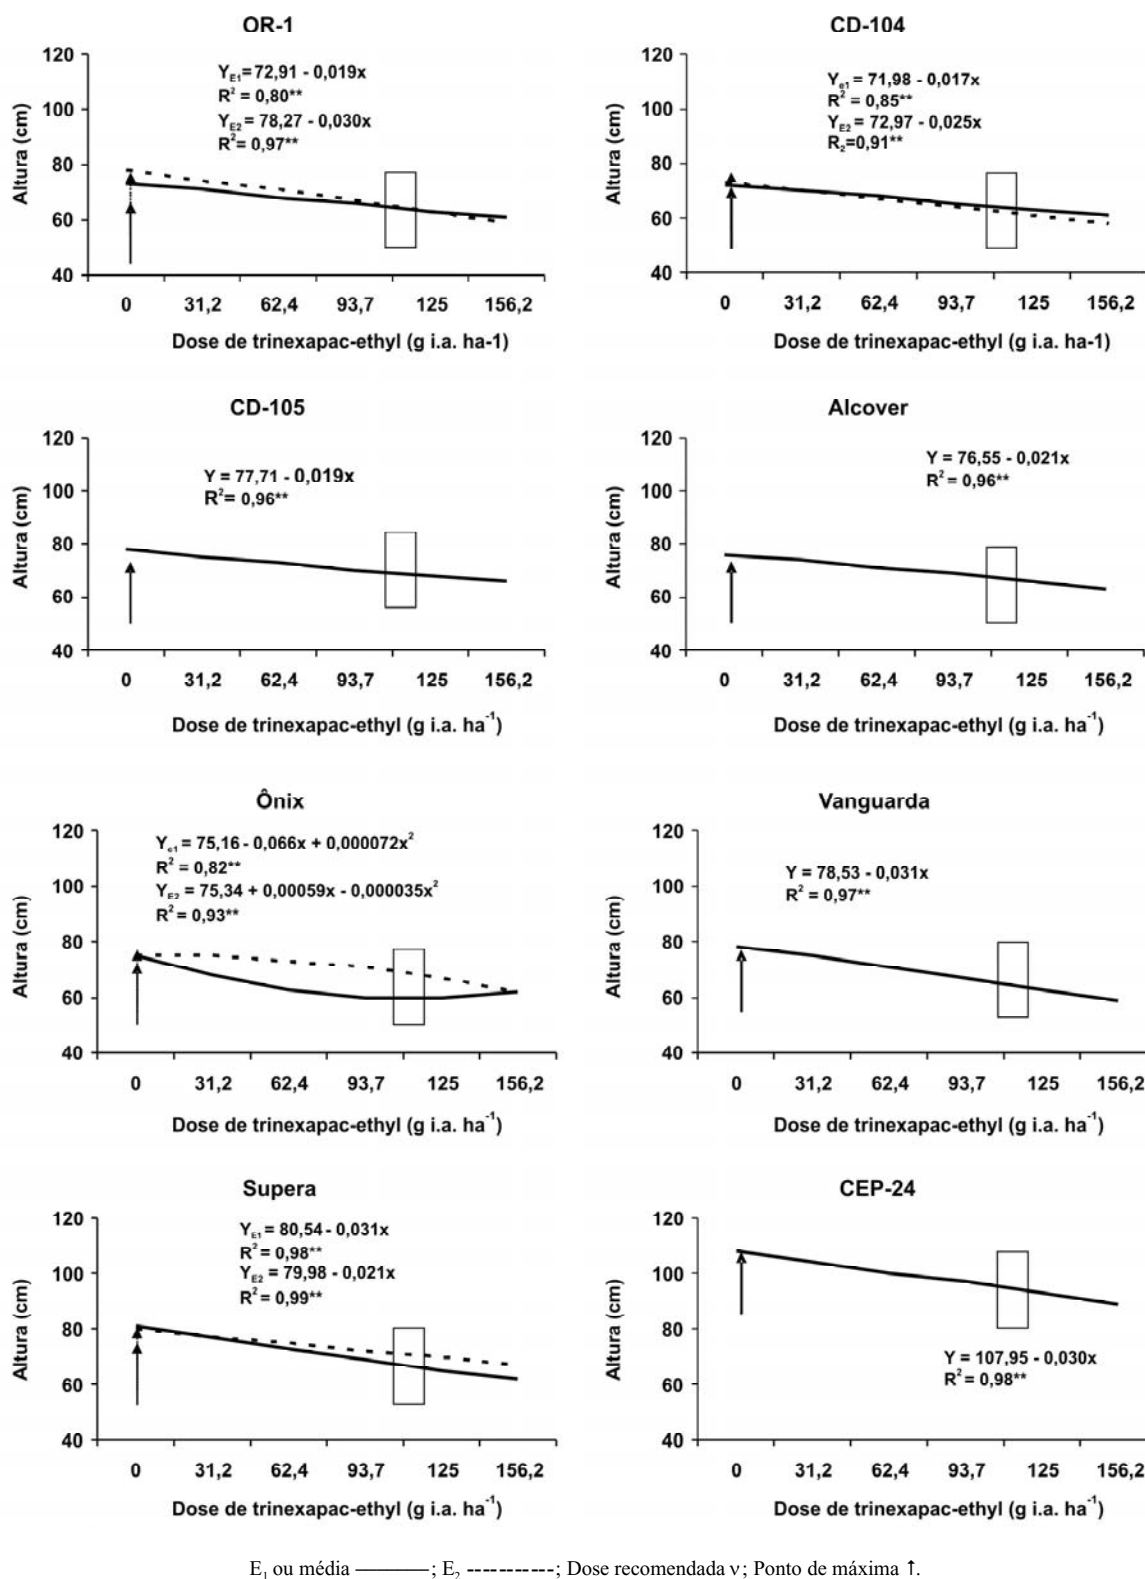 OR-1
120
100
80
60
40
Altura (cm)
Y_E1 = 72,91 - 0,019x
R² = 0,80**
Y_E2 = 78,27 - 0,030x
R² = 0,97**
0 31,2 62,4 93,7 125 156,2
Dose de trinexapac-ethyl (g i.a. ha-1)
CD-104
120
100
80
60
40
Altura (cm)
Y_e1 = 71,98 - 0,017x
R² = 0,85**
Y_E2 = 72,97 - 0,025x
R₂=0,91**
0 31,2 62,4 93,7 125 156,2
Dose de trinexapac-ethyl (g i.a. ha-1)
CD-105
120
100
80
60
40
Altura (cm)
Y = 77,71 - 0,019x
R² = 0,96**
0 31,2 62,4 93,7 125 156,2
Dose de trinexapac-ethyl (g i.a. ha⁻¹)
Alcover
120
100
80
60
40
Altura (cm)
Y = 76,55 - 0,021x
R² = 0,96**
0 31,2 62,4 93,7 125 156,2
Dose de trinexapac-ethyl (g i.a. ha⁻¹)
Ônix
120
100
80
60
40
Altura (cm)
Y_e1 = 75,16 - 0,066x + 0,000072x²
R² = 0,82**
Y_E2 = 75,34 + 0,00059x - 0,000035x²
R² = 0,93**
0 31,2 62,4 93,7 125 156,2
Dose de trinexapac-ethyl (g i.a. ha⁻¹)
Vanguarda
120
100
80
60
40
Altura (cm)
Y = 78,53 - 0,031x
R² = 0,97**
0 31,2 62,4 93,7 125 156,2
Dose de trinexapac-ethyl (g i.a. ha⁻¹)
Supera
120
100
80
60
40
Altura (cm)
Y_E1 = 80,54 - 0,031x
R² = 0,98**
Y_E2 = 79,98 - 0,021x
R² = 0,99**
0 31,2 62,4 93,7 125 156,2
Dose de trinexapac-ethyl (g i.a. ha⁻¹)
CEP-24
120
100
80
60
40
Altura (cm)
Y = 107,95 - 0,030x
R² = 0,98**
0 31,2 62,4 93,7 125 156,2
Dose de trinexapac-ethyl (g i.a. ha⁻¹)
E₁ ou média ———; E₂ -----------; Dose recomendada ν; Ponto de máxima ↑.